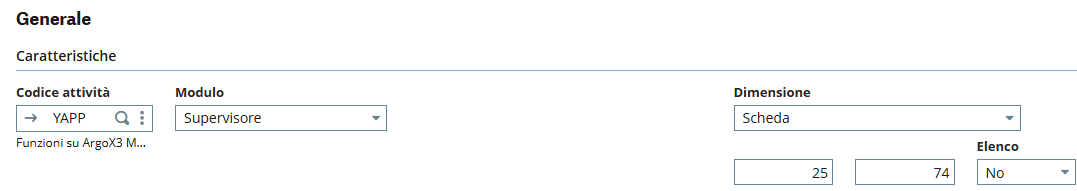 Generale
Caratteristiche
Codice attività Modulo Dimensione
YAPP Supervisore Scheda
Funzioni su ArgoX3 M...
Elenco
25 74 No